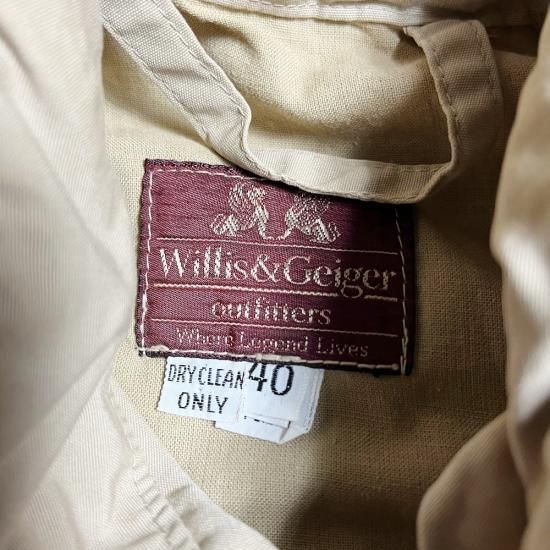 Willis&Geiger
outfitters
Where Legend Lives
DRY CLEAN
ONLY
40